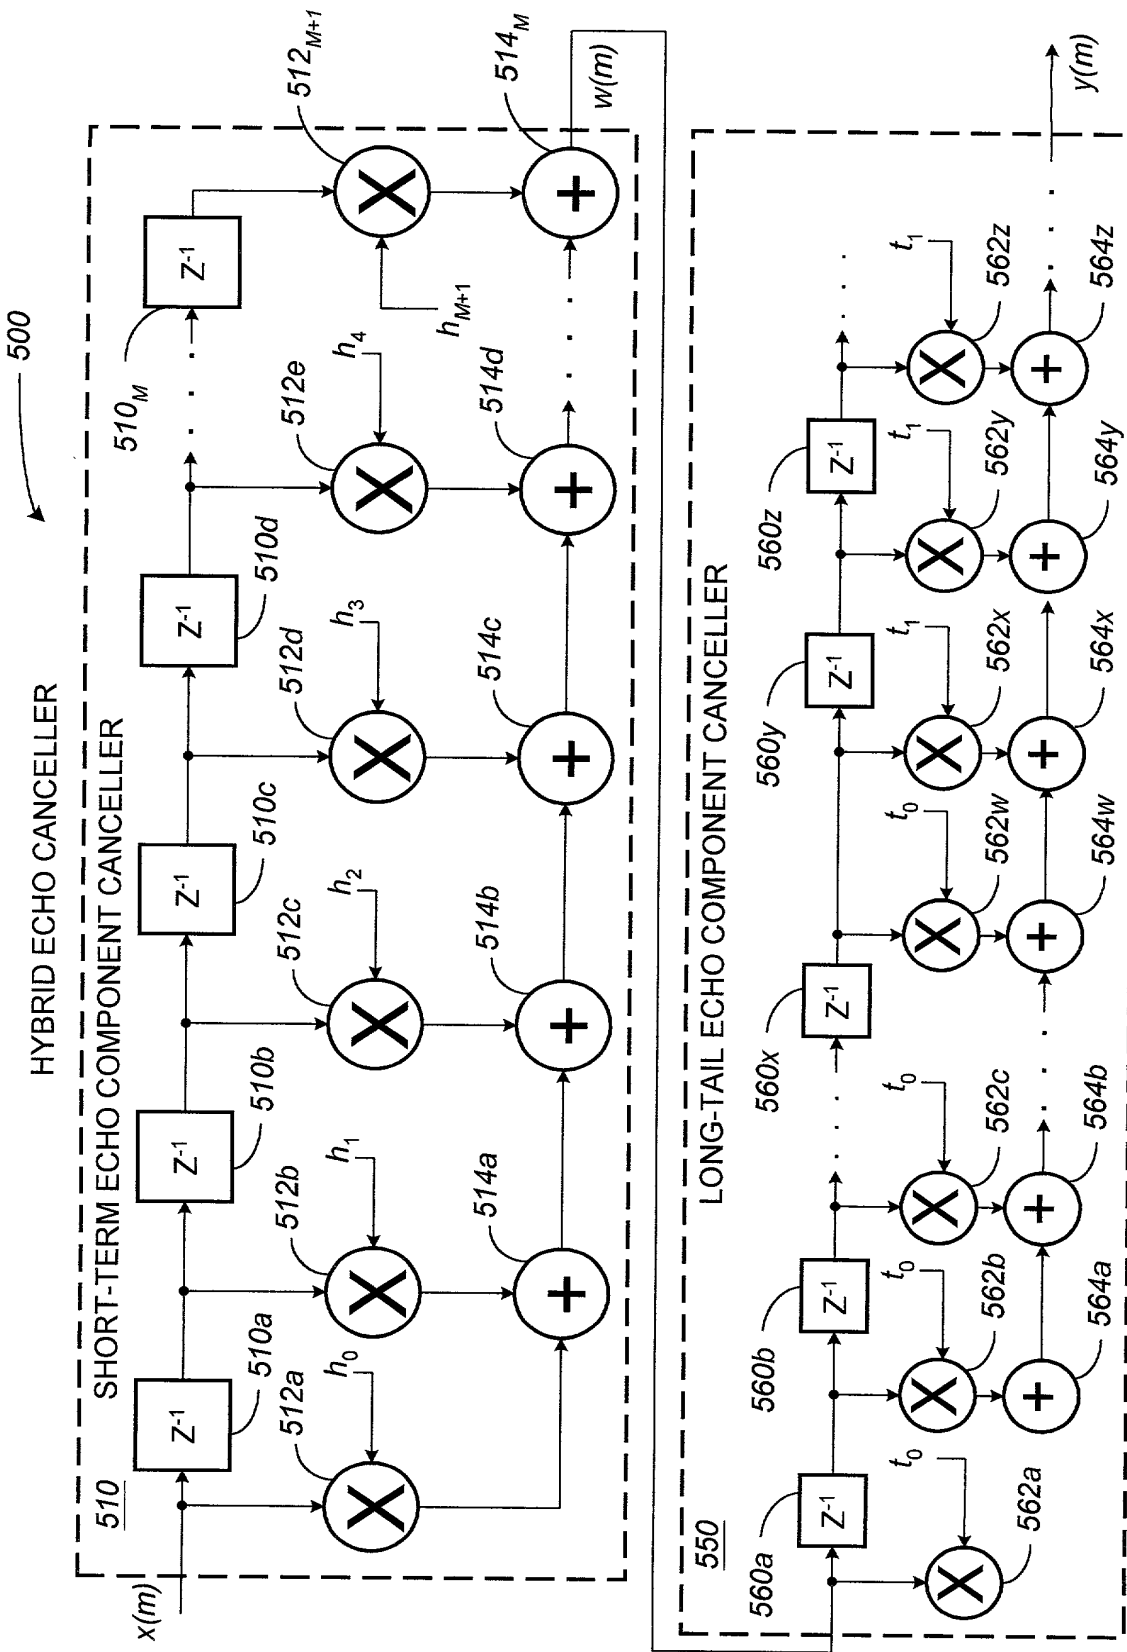 HYBRID ECHO CANCELLER
500
SHORT-TERM ECHO COMPONENT CANCELLER
510
x(m)
Z-1
510a
Z-1
510b
Z-1
510c
Z-1
510d
. . .
510M
Z-1
512a
h0
512b
h1
512c
h2
512d
h3
512e
h4
hM+1
512M+1
514a
514b
514c
514d
. . .
514M
w(m)
LONG-TAIL ECHO COMPONENT CANCELLER
550
560a
Z-1
560b
Z-1
. . .
560x
Z-1
560y
Z-1
560z
Z-1
. . .
t0
562a
t0
562b
t0
562c
t0
562w
t1
562x
t1
562y
t1
562z
564a
564b
. . .
564w
564x
564y
564z
. . .
y(m)